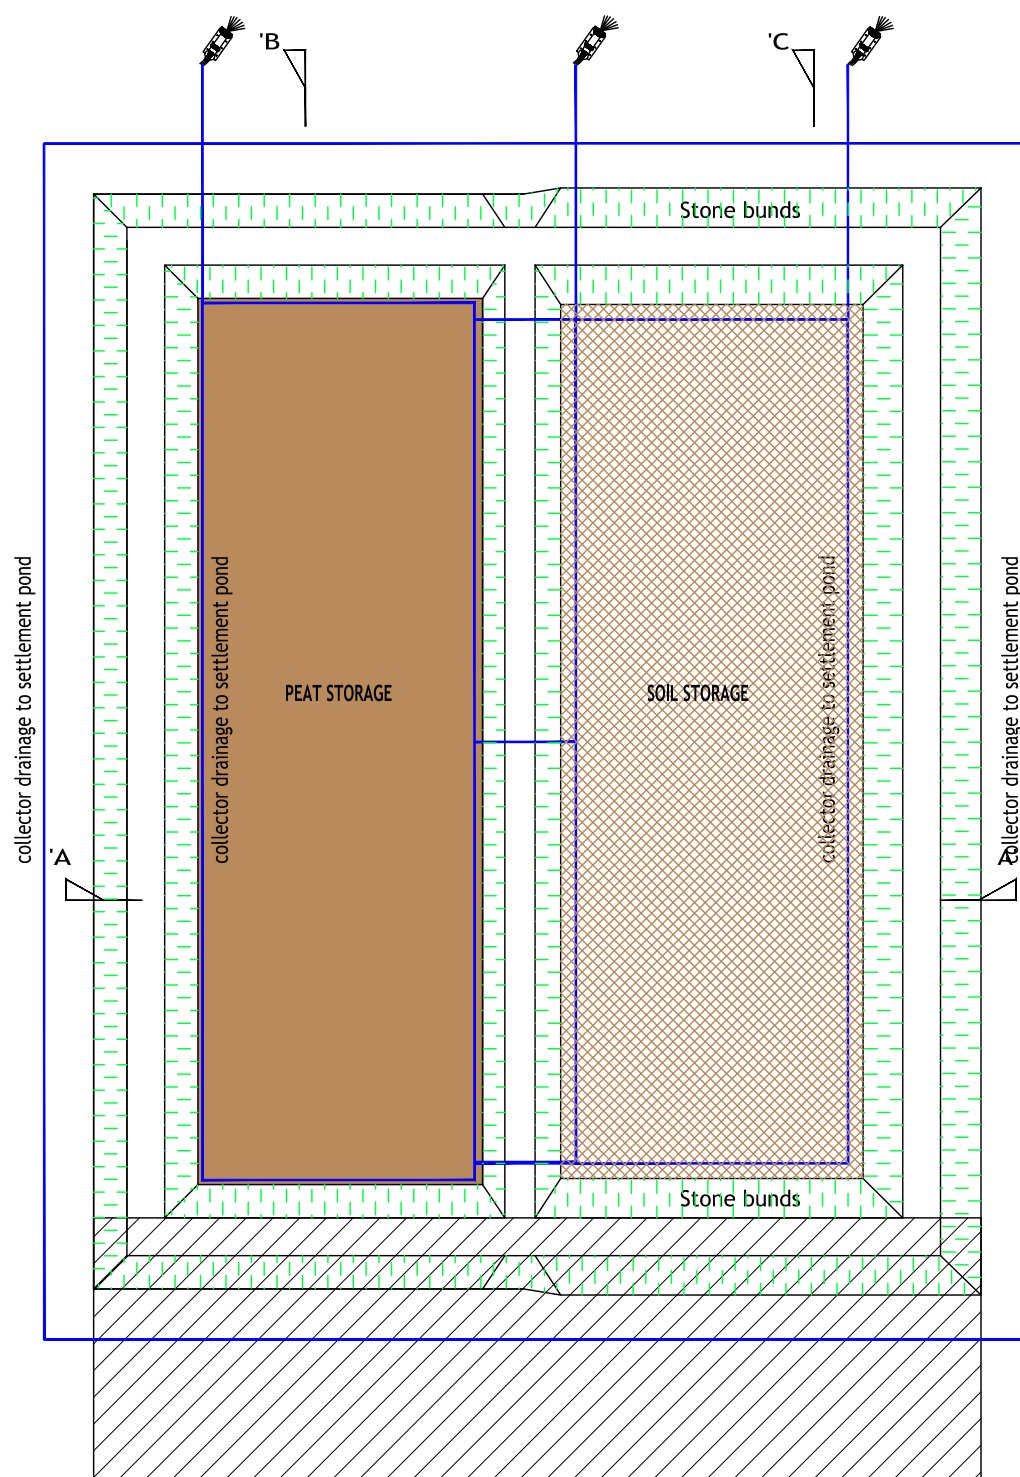 'B
'C
Stone bunds
collector drainage to settlement pond
collector drainage to settlement pond
collector drainage to settlement pond
collector drainage to settlement pond
PEAT STORAGE
SOIL STORAGE
'A
A'
Stone bunds